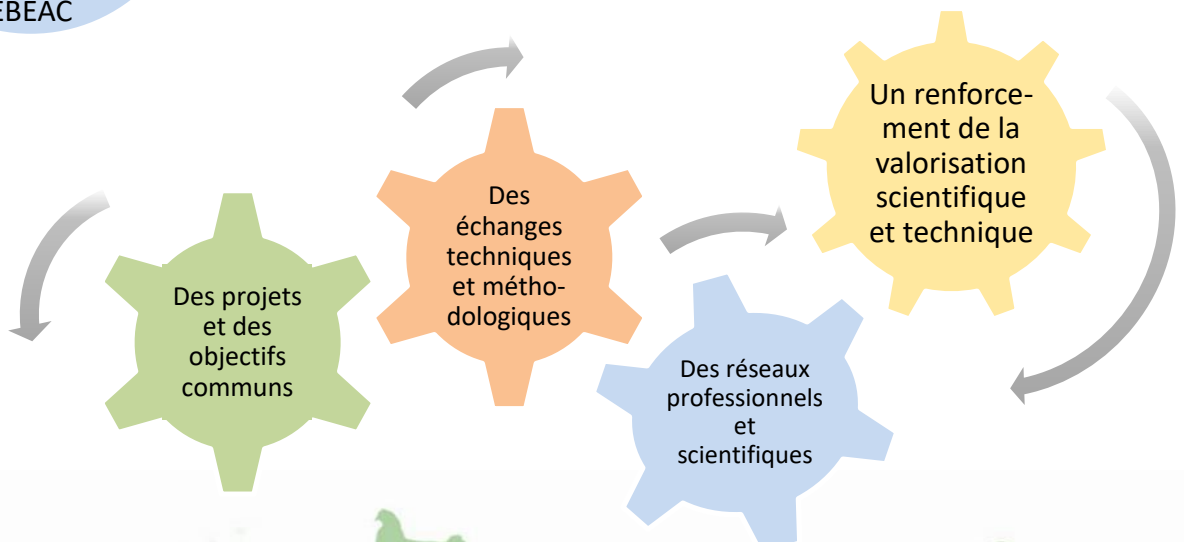 EBEAC
Des projets
et des
objectifs
communs
Des
échanges
techniques
et métho-
dologiques
Des réseaux
professionnels
et
scientifiques
Un renforce-
ment de la
valorisation
scientifique
et technique